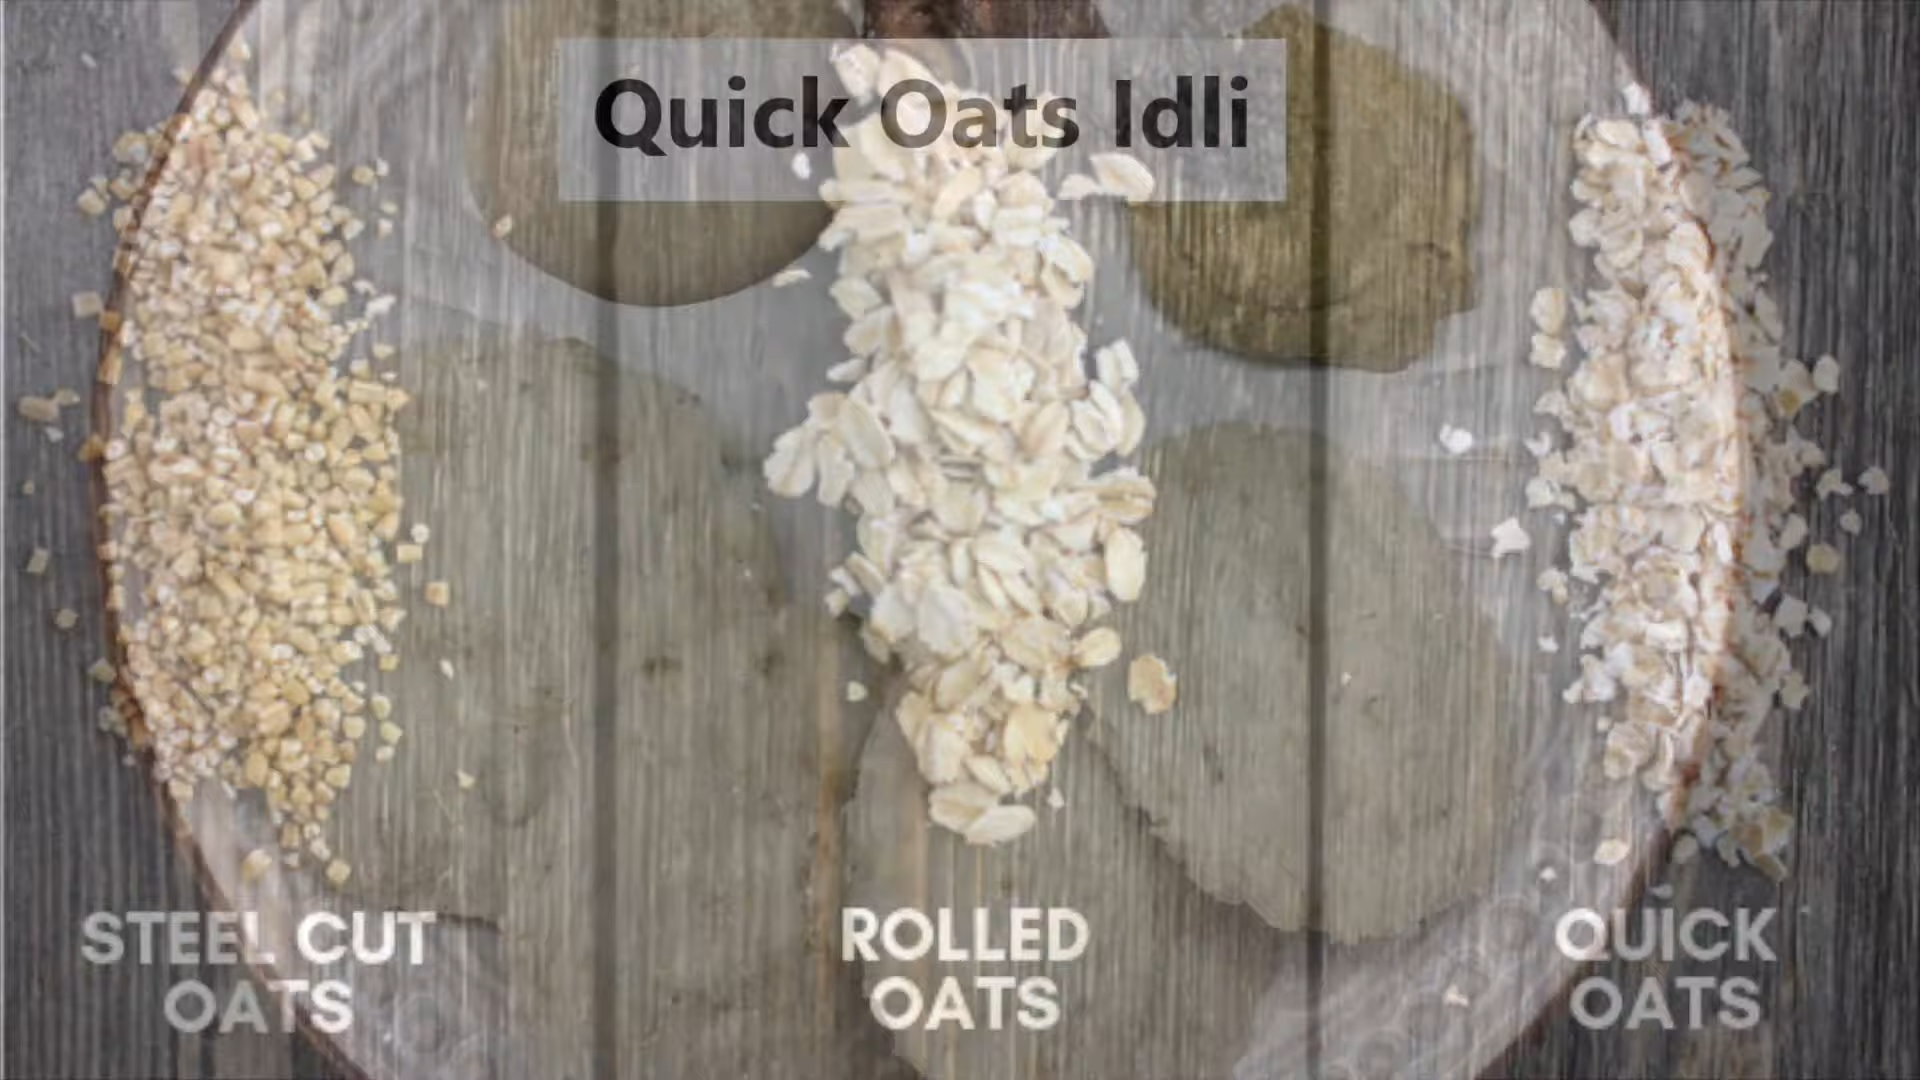 Quick Oats Idli
STEEL CUT
OATS
ROLLED
OATS
QUICK
OATS